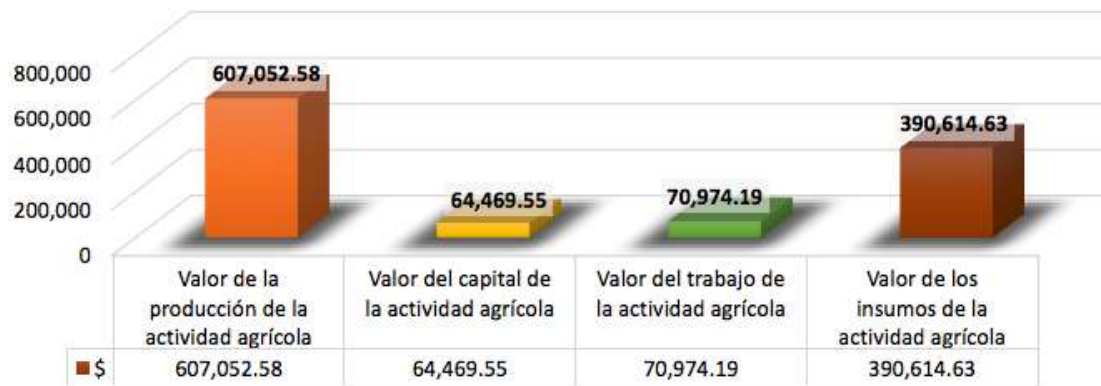 800,000
600,000
400,000
200,000
0
607,052.58
64,469.55
70,974.19
390,614.63
Valor de la
producción de la
actividad agrícola
Valor del capital de
la actividad agrícola
Valor del trabajo de
la actividad agrícola
Valor de los
insumos de la
actividad agrícola
$ 607,052.58 64,469.55 70,974.19 390,614.63